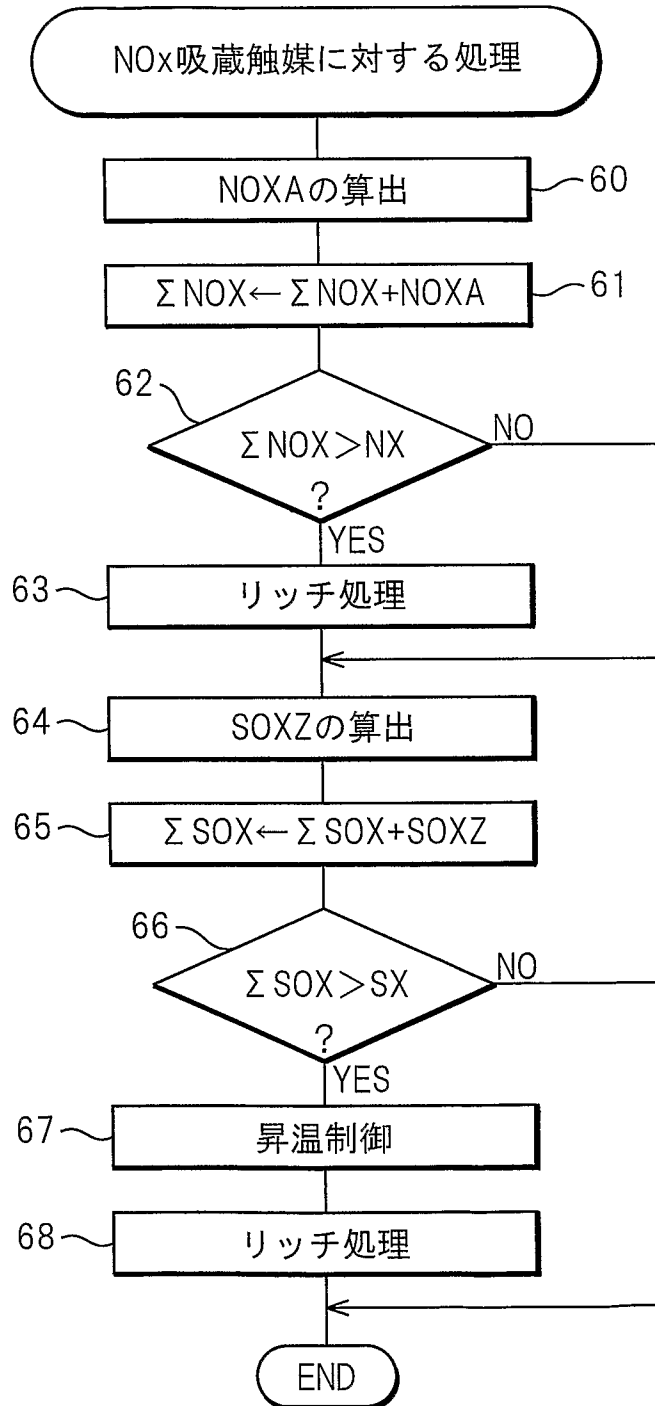 NOx吸蔵触媒に対する処理
NOXAの算出
60
ΣNOX←ΣNOX+NOXA
61
62
ΣNOX>NX
?
NO
YES
63
リッチ処理
64
SOXZの算出
65
ΣSOX←ΣSOX+SOXZ
66
ΣSOX>SX
?
NO
YES
67
昇温制御
68
リッチ処理
END